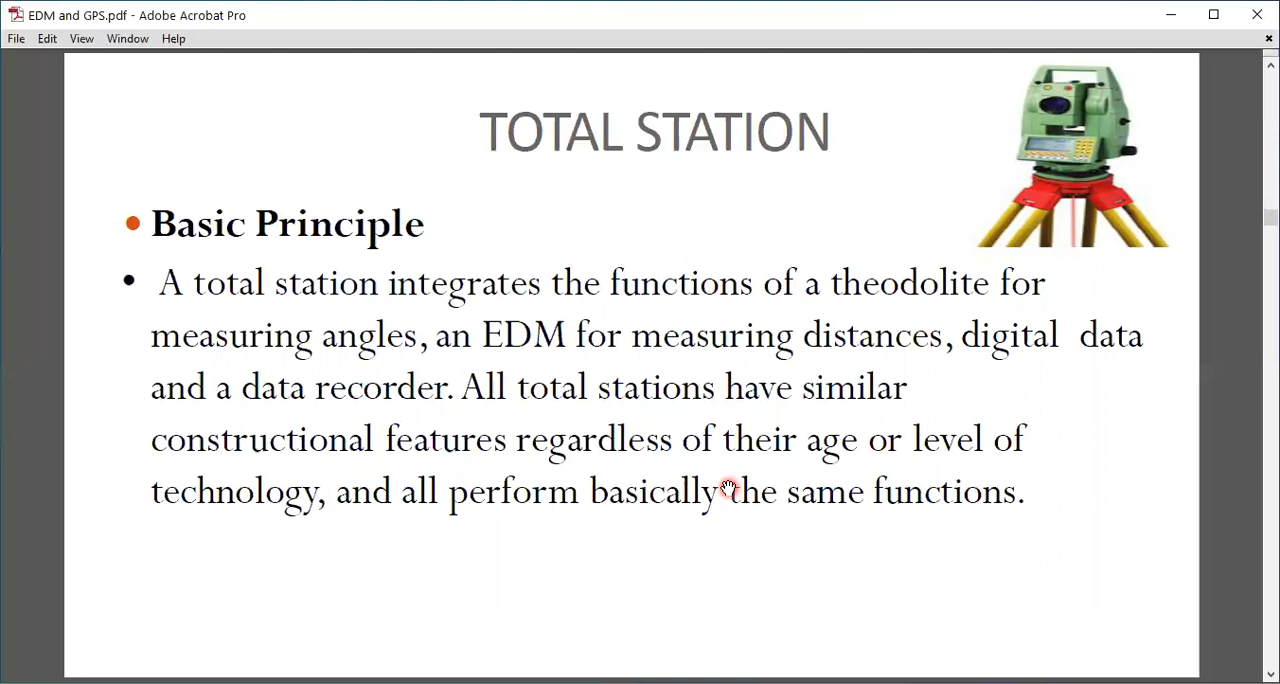 EDM and GPS.pdf - Adobe Acrobat Pro
File Edit View Window Help
TOTAL STATION
• Basic Principle
• A total station integrates the functions of a theodolite for
measuring angles, an EDM for measuring distances, digital data
and a data recorder. All total stations have similar
constructional features regardless of their age or level of
technology, and all perform basically the same functions.